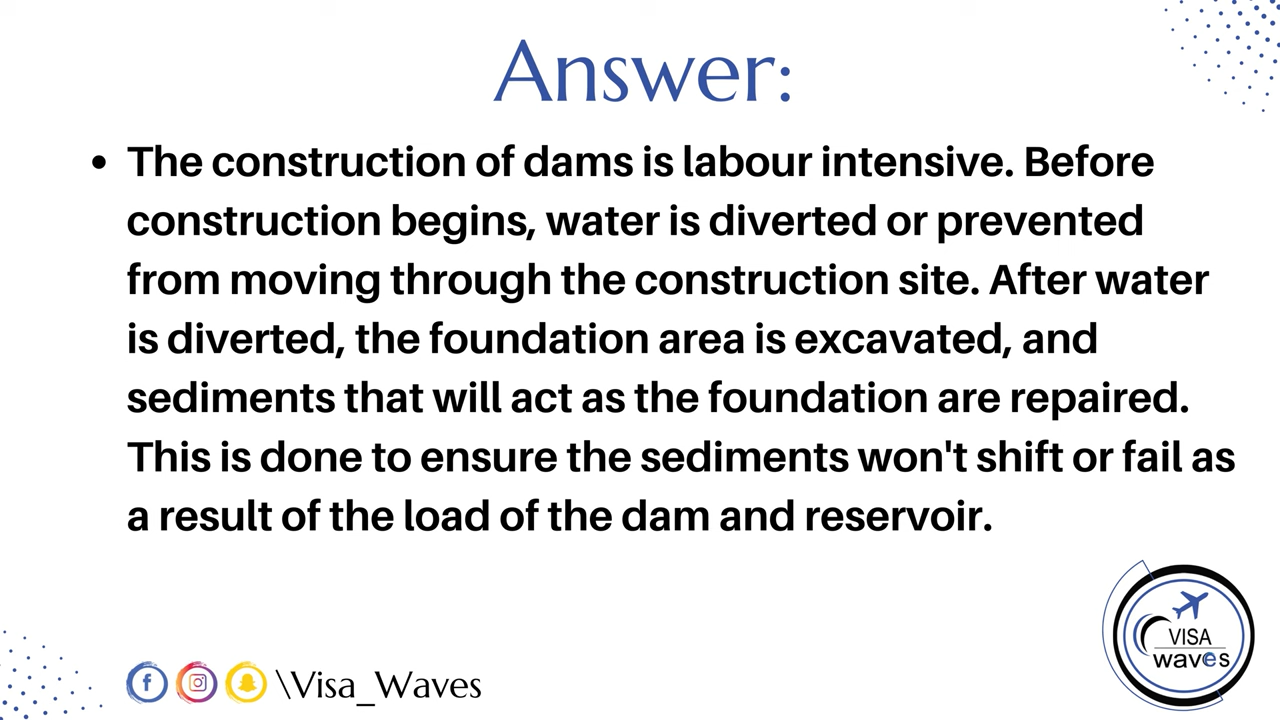 Answer:
• The construction of dams is labour intensive. Before
construction begins, water is diverted or prevented
from moving through the construction site. After water
is diverted, the foundation area is excavated, and
sediments that will act as the foundation are repaired.
This is done to ensure the sediments won't shift or fail as
a result of the load of the dam and reservoir.
\Visa_Waves
VISA
waves